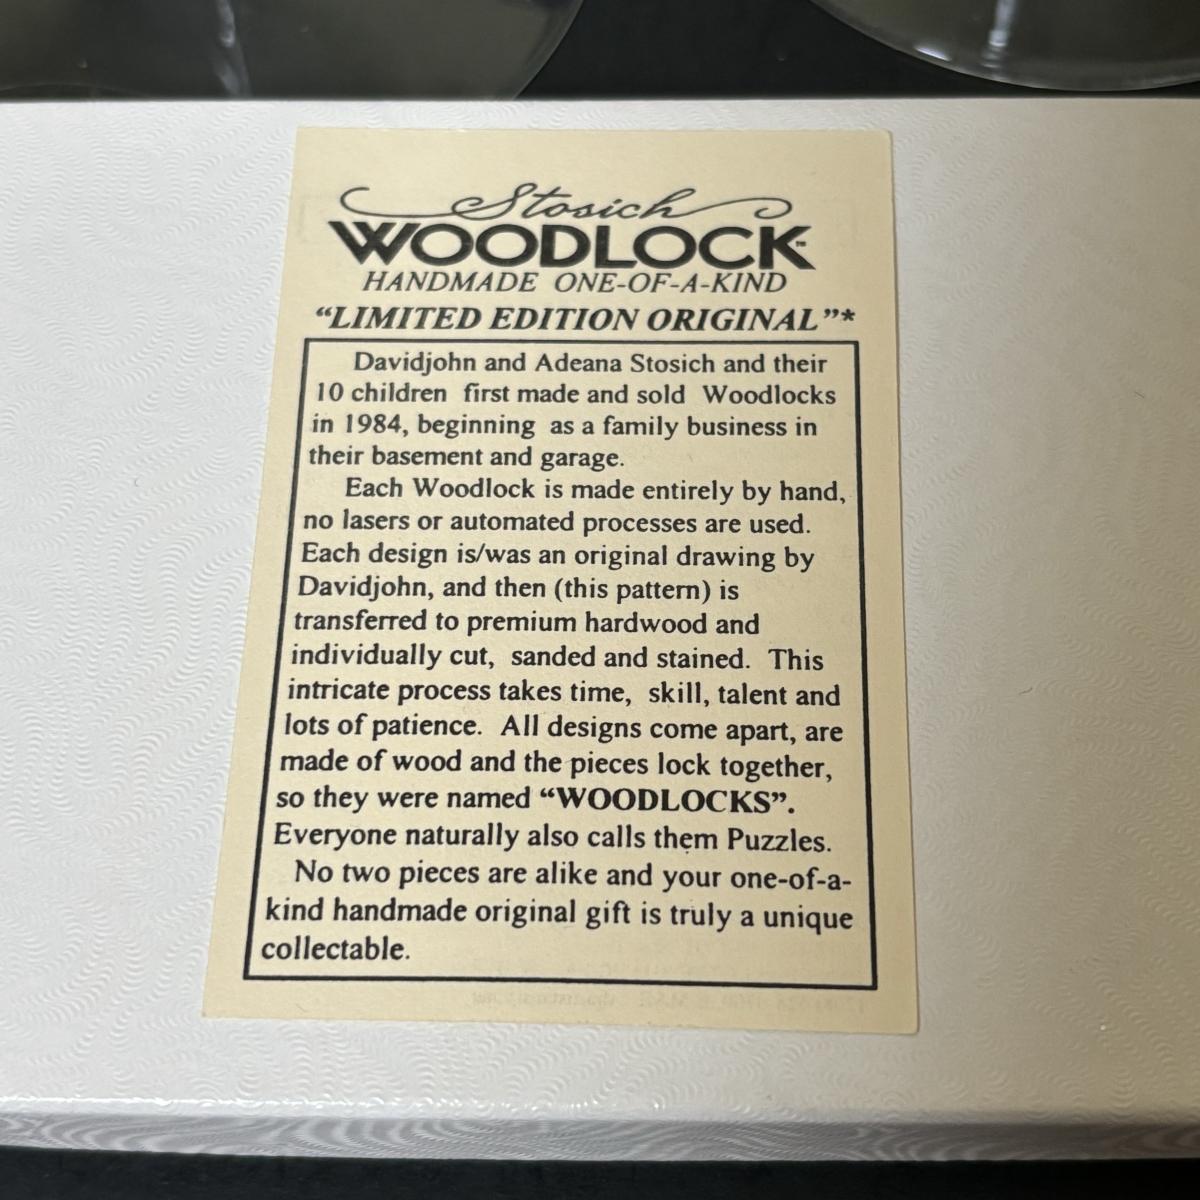 Stosich
WOODLOCK™
HANDMADE ONE-OF-A-KIND
“LIMITED EDITION ORIGINAL”*
Davidjohn and Adeana Stosich and their
10 children first made and sold Woodlocks
in 1984, beginning as a family business in
their basement and garage.
Each Woodlock is made entirely by hand,
no lasers or automated processes are used.
Each design is/was an original drawing by
Davidjohn, and then (this pattern) is
transferred to premium hardwood and
individually cut, sanded and stained. This
intricate process takes time, skill, talent and
lots of patience. All designs come apart, are
made of wood and the pieces lock together,
so they were named “WOODLOCKS”.
Everyone naturally also calls them Puzzles.
No two pieces are alike and your one-of-a-
kind handmade original gift is truly a unique
collectable.